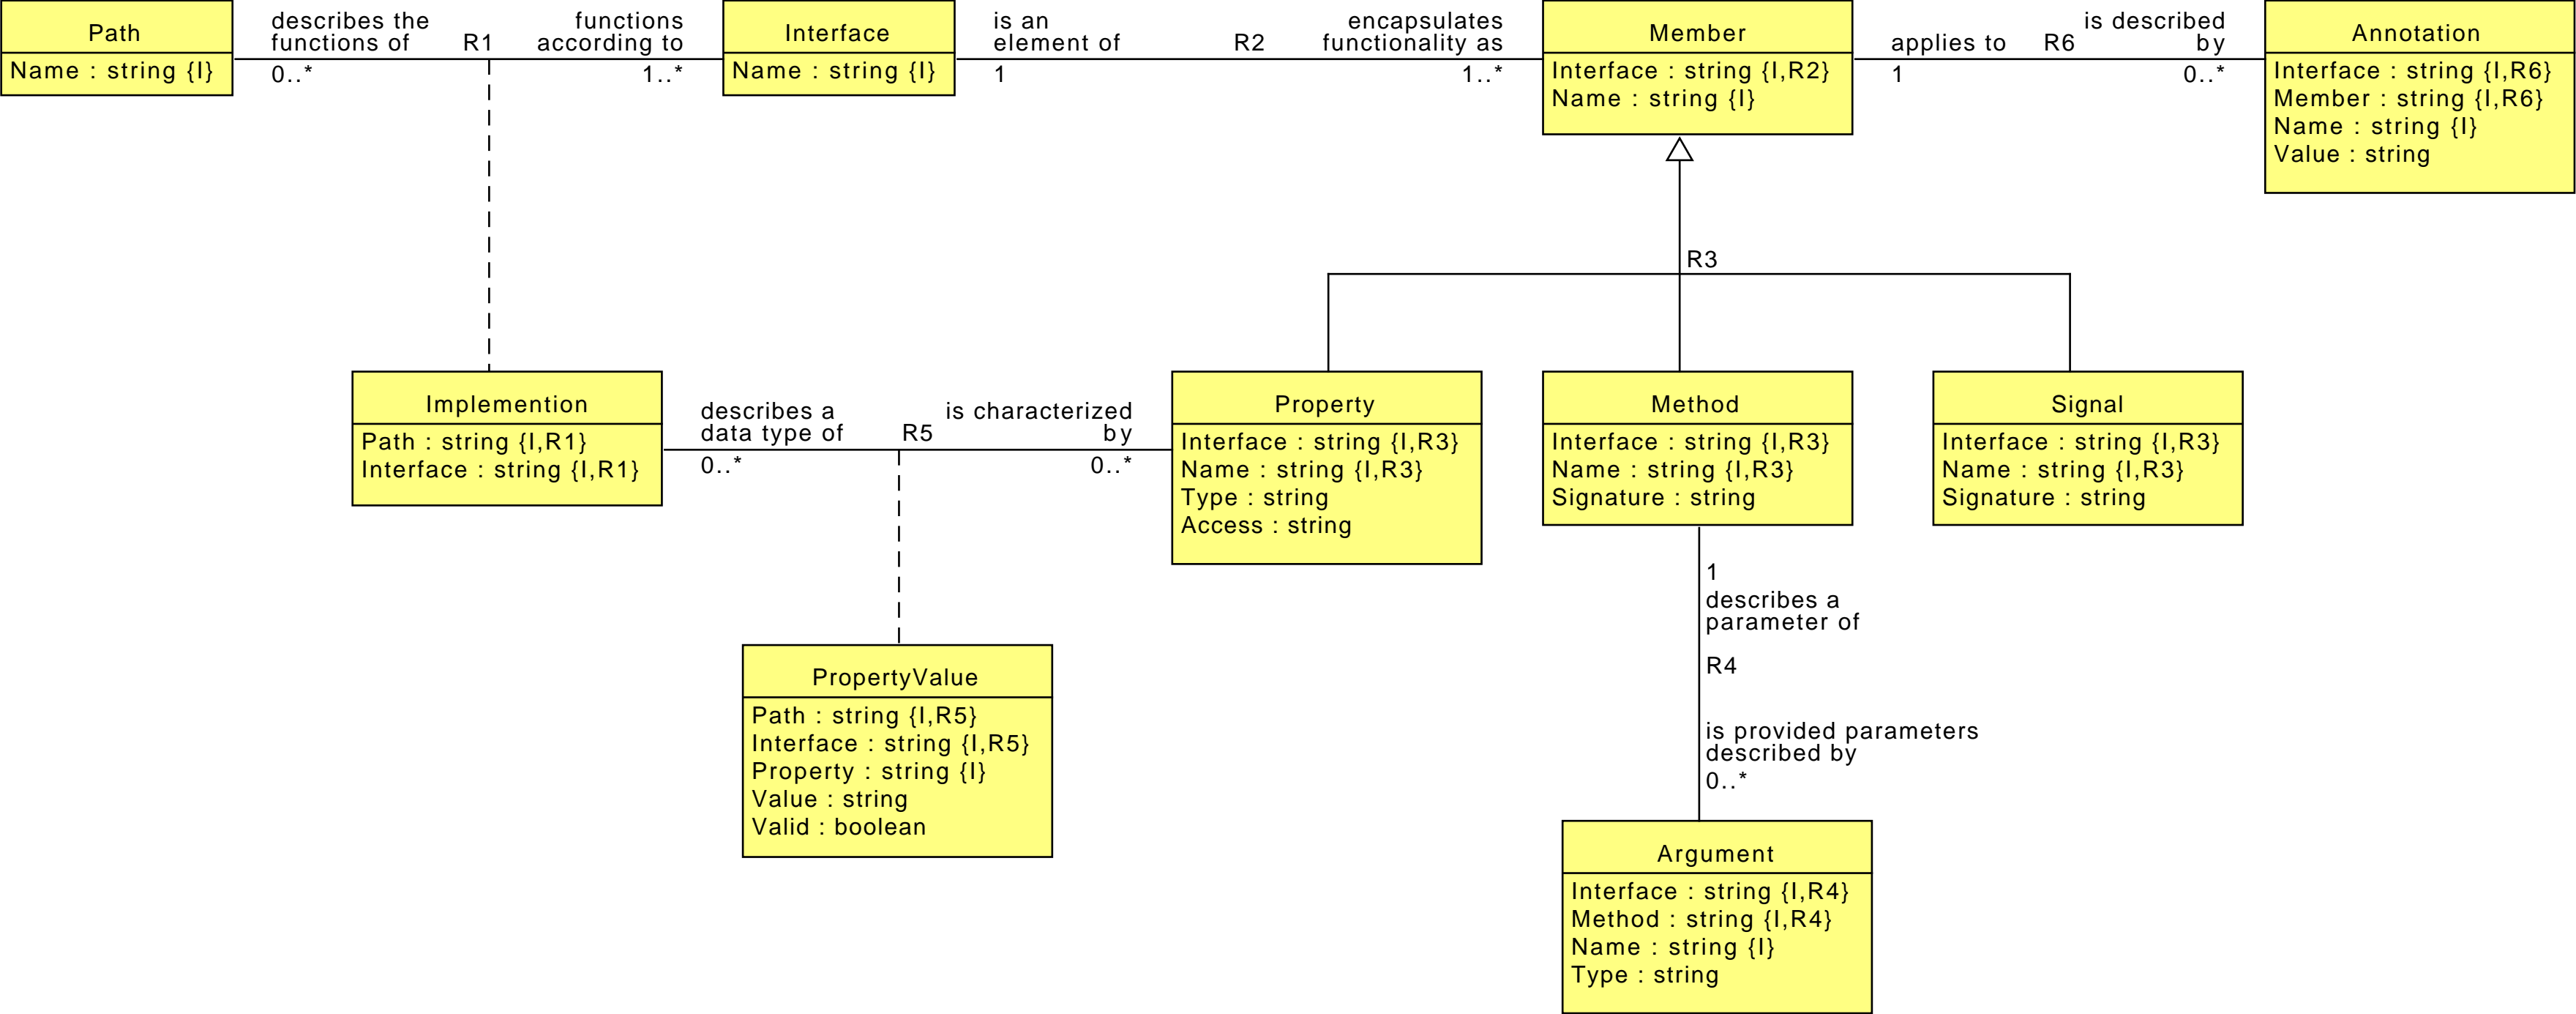 Path
Name : string {I}
describes the
functions of
0..*
R1
functions
according to
1..*
Interface
Name : string {I}
is an
element of
1
R2
encapsulates
functionality as
1..*
Member
Interface : string {I,R2}
Name : string {I}
applies to
1
R6
is described
by
0..*
Annotation
Interface : string {I,R6}
Member : string {I,R6}
Name : string {I}
Value : string
R3
Implemention
Path : string {I,R1}
Interface : string {I,R1}
describes a
data type of
0..*
R5
is characterized
by
0..*
Property
Interface : string {I,R3}
Name : string {I,R3}
Type : string
Access : string
Method
Interface : string {I,R3}
Name : string {I,R3}
Signature : string
Signal
Interface : string {I,R3}
Name : string {I,R3}
Signature : string
PropertyValue
Path : string {I,R5}
Interface : string {I,R5}
Property : string {I}
Value : string
Valid : boolean
1
describes a
parameter of
R4
is provided parameters
described by
0..*
Argument
Interface : string {I,R4}
Method : string {I,R4}
Name : string {I}
Type : string